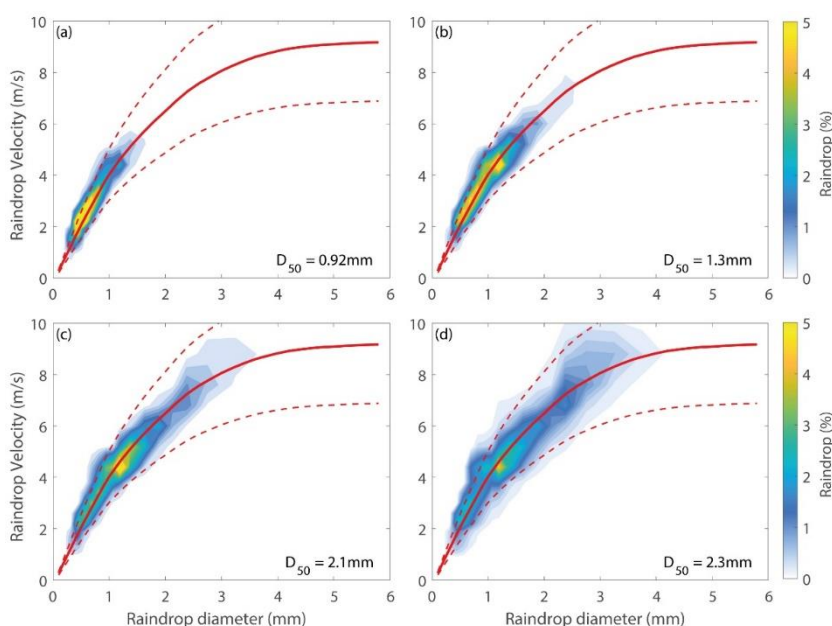 (a)
10
8
6
4
2
0
Raindrop Velocity (m/s)
0 1 2 3 4 5 6
D50 = 0.92mm
(b)
10
8
6
4
2
0
0 1 2 3 4 5 6
D50 = 1.3mm
5
4
3
2
1
0
Raindrop (%)
(c)
10
8
6
4
2
0
Raindrop Velocity (m/s)
0 1 2 3 4 5 6
Raindrop diameter (mm)
D50 = 2.1mm
(d)
10
8
6
4
2
0
0 1 2 3 4 5 6
Raindrop diameter (mm)
D50 = 2.3mm
5
4
3
2
1
0
Raindrop (%)